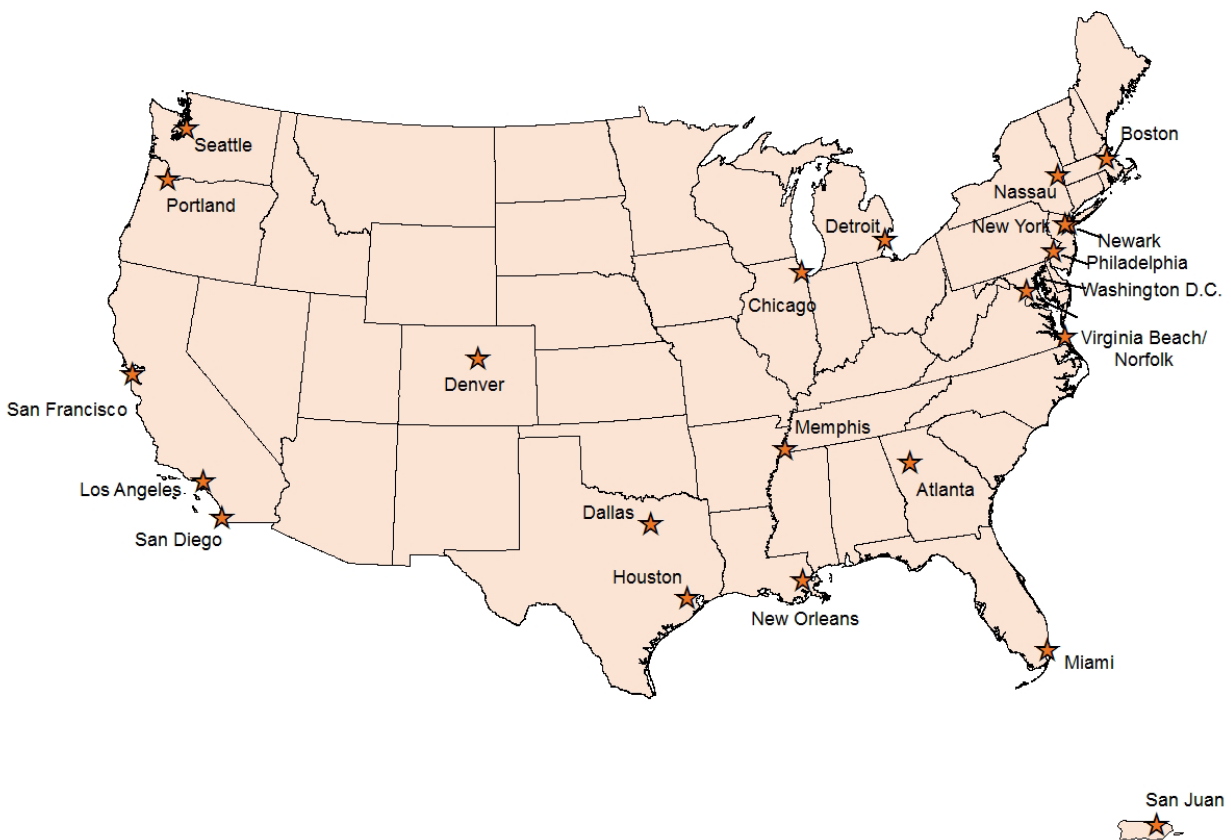 Boston
Seattle
Nassau
Portland
Detroit
New York
Newark
Philadelphia
Washington D.C.
Chicago
Virginia Beach/
Norfolk
Denver
San Francisco
Memphis
Los Angeles
Atlanta
Dallas
San Diego
Houston
New Orleans
Miami
San Juan